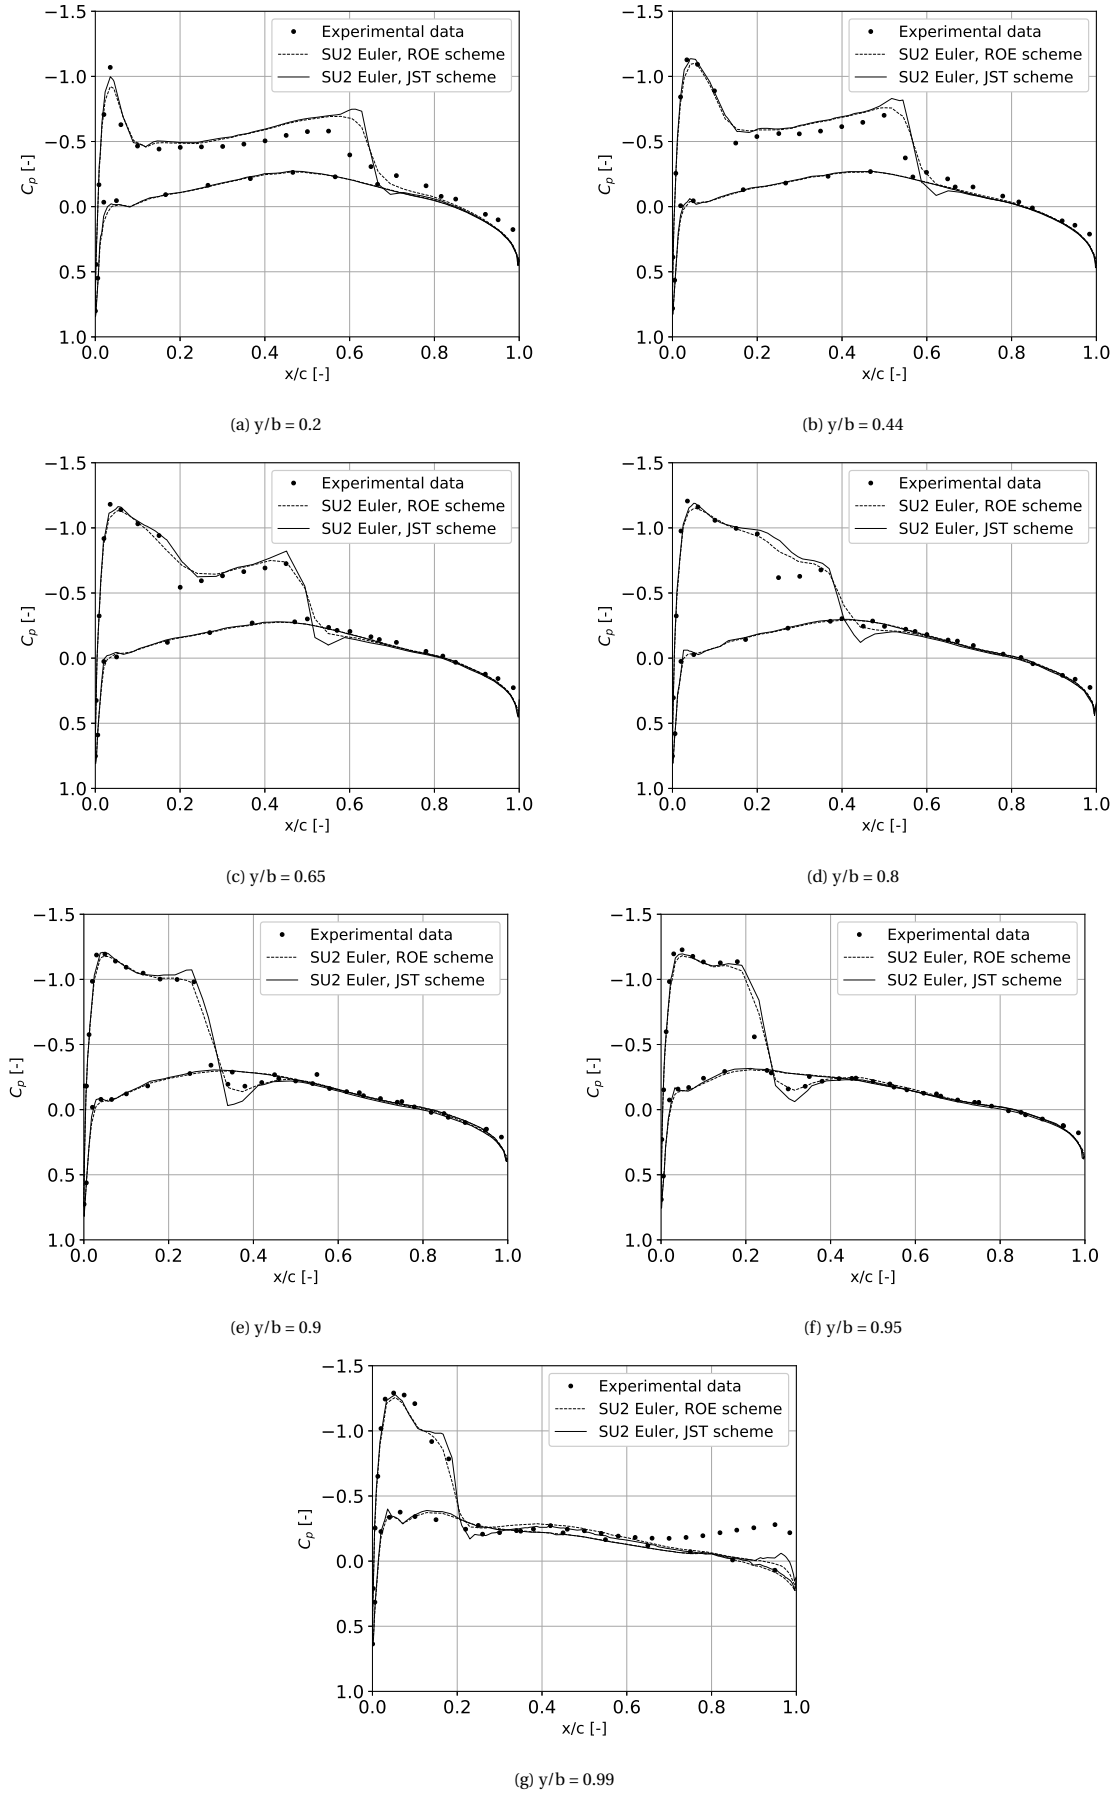 −1.5
−1.0
−0.5
0.0
0.5
1.0
C_p [-]
Experimental data
SU2 Euler, ROE scheme
SU2 Euler, JST scheme
0.0 0.2 0.4 0.6 0.8 1.0
x/c [-]
(a) y/b = 0.2
−1.5
−1.0
−0.5
0.0
0.5
1.0
C_p [-]
Experimental data
SU2 Euler, ROE scheme
SU2 Euler, JST scheme
0.0 0.2 0.4 0.6 0.8 1.0
x/c [-]
(b) y/b = 0.44
−1.5
−1.0
−0.5
0.0
0.5
1.0
C_p [-]
Experimental data
SU2 Euler, ROE scheme
SU2 Euler, JST scheme
0.0 0.2 0.4 0.6 0.8 1.0
x/c [-]
(c) y/b = 0.65
−1.5
−1.0
−0.5
0.0
0.5
1.0
C_p [-]
Experimental data
SU2 Euler, ROE scheme
SU2 Euler, JST scheme
0.0 0.2 0.4 0.6 0.8 1.0
x/c [-]
(d) y/b = 0.8
−1.5
−1.0
−0.5
0.0
0.5
1.0
C_p [-]
Experimental data
SU2 Euler, ROE scheme
SU2 Euler, JST scheme
0.0 0.2 0.4 0.6 0.8 1.0
x/c [-]
(e) y/b = 0.9
−1.5
−1.0
−0.5
0.0
0.5
1.0
C_p [-]
Experimental data
SU2 Euler, ROE scheme
SU2 Euler, JST scheme
0.0 0.2 0.4 0.6 0.8 1.0
x/c [-]
(f) y/b = 0.95
−1.5
−1.0
−0.5
0.0
0.5
1.0
C_p [-]
Experimental data
SU2 Euler, ROE scheme
SU2 Euler, JST scheme
0.0 0.2 0.4 0.6 0.8 1.0
x/c [-]
(g) y/b = 0.99